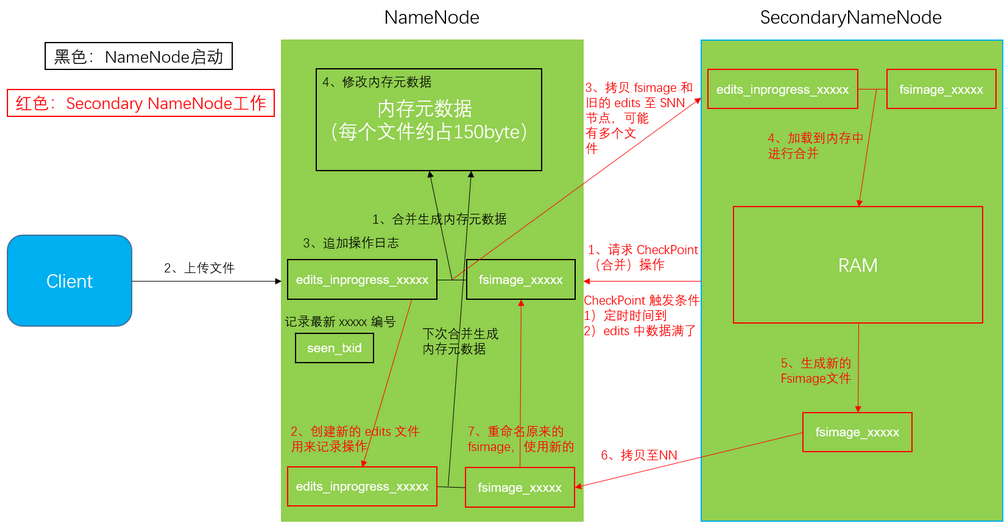 NameNode
SecondaryNameNode
黑色：NameNode启动
红色：Secondary NameNode工作
4、修改内存元数据
内存元数据
（每个文件约占150byte）
3、拷贝 fsimage 和
旧的 edits 至 SNN
节点，可能
有多个文
件
edits_inprogress_xxxxx
fsimage_xxxxx
4、加载到内存中
进行合并
1、合并生成内存元数据
3、追加操作日志
Client
2、上传文件
edits_inprogress_xxxxx
fsimage_xxxxx
1、请求 CheckPoint
（合并）操作
RAM
CheckPoint 触发条件
1）定时时间到
2）edits 中数据满了
记录最新 xxxxx 编号
seen_txid
下次合并生成
内存元数据
5、生成新的
Fsimage文件
2、创建新的 edits 文件
用来记录操作
7、重命名原来的
fsimage，使用新的
fsimage_xxxxx
6、拷贝至NN
edits_inprogress_xxxxx
fsimage_xxxxx